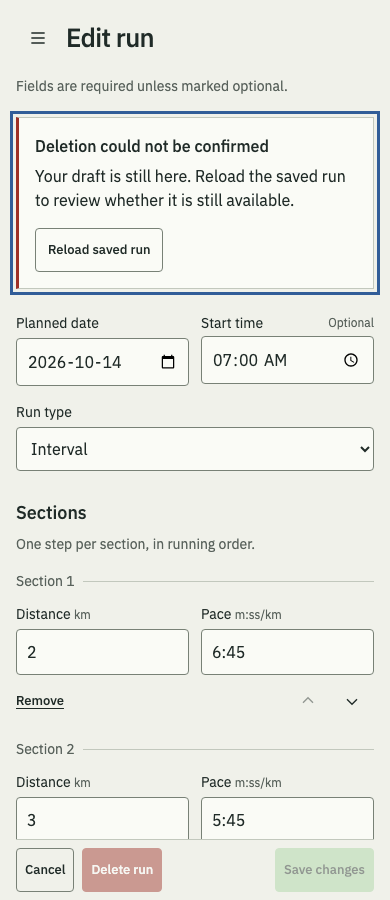 Edit run
Fields are required unless marked optional.
Deletion could not be confirmed
Your draft is still here. Reload the saved run
to review whether it is still available.
Reload saved run
Planned date
Start time Optional
2026-10-14
07:00 AM
Run type
Interval
Sections
One step per section, in running order.
Section 1
Distance km
Pace m:ss/km
2
6:45
Remove
Section 2
Distance km
Pace m:ss/km
3
5:45
Cancel
Delete run
Save changes